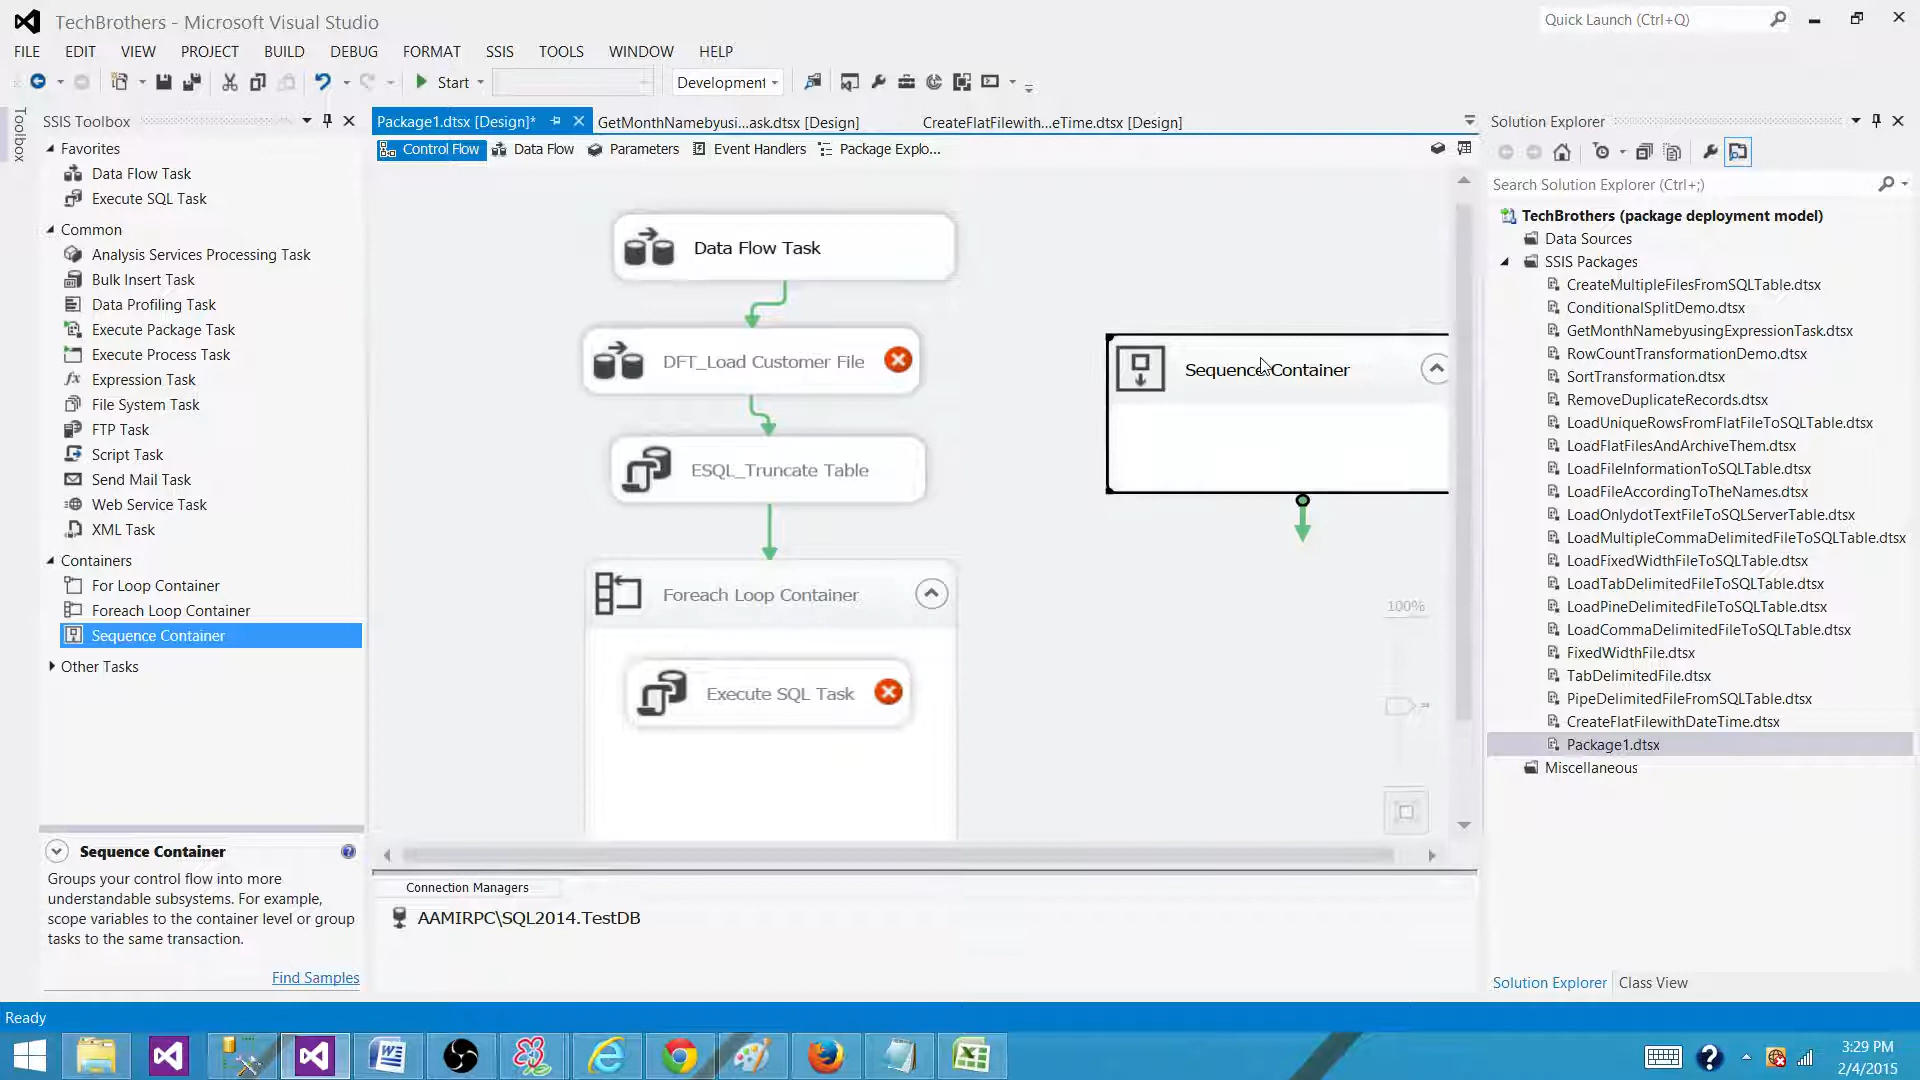 TechBrothers - Microsoft Visual Studio
Quick Launch (Ctrl+Q)
FILE EDIT VIEW PROJECT BUILD DEBUG FORMAT SSIS TOOLS WINDOW HELP
Start
Development
Toolbox
SSIS Toolbox
Favorites
Data Flow Task
Execute SQL Task
Common
Analysis Services Processing Task
Bulk Insert Task
Data Profiling Task
Execute Package Task
Execute Process Task
Expression Task
File System Task
FTP Task
Script Task
Send Mail Task
Web Service Task
XML Task
Containers
For Loop Container
Foreach Loop Container
Sequence Container
Other Tasks
Sequence Container
Groups your control flow into more
understandable subsystems. For example,
scope variables to the container level or group
tasks to the same transaction.
Find Samples
Package1.dtsx [Design]* GetMonthNamebyusi...ask.dtsx [Design] CreateFlatFilewith...eTime.dtsx [Design]
Control Flow Data Flow Parameters Event Handlers Package Explo...
Data Flow Task
DFT_Load Customer File
ESQL_Truncate Table
Foreach Loop Container
Execute SQL Task
Sequence Container
100%
Connection Managers
AAMIRPC\SQL2014.TestDB
Solution Explorer
Search Solution Explorer (Ctrl+;)
TechBrothers (package deployment model)
Data Sources
SSIS Packages
CreateMultipleFilesFromSQLTable.dtsx
ConditionalSplitDemo.dtsx
GetMonthNamebyusingExpressionTask.dtsx
RowCountTransformationDemo.dtsx
SortTransformation.dtsx
RemoveDuplicateRecords.dtsx
LoadUniqueRowsFromFlatFileToSQLTable.dtsx
LoadFlatFilesAndArchiveThem.dtsx
LoadFileInformationToSQLTable.dtsx
LoadFileAccordingToTheNames.dtsx
LoadOnlydotTextFileToSQLServerTable.dtsx
LoadMultipleCommaDelimitedFileToSQLTable.dtsx
LoadFixedWidthFileToSQLTable.dtsx
LoadTabDelimitedFileToSQLTable.dtsx
LoadPineDelimitedFileToSQLTable.dtsx
LoadCommaDelimitedFileToSQLTable.dtsx
FixedWidthFile.dtsx
TabDelimitedFile.dtsx
PipeDelimitedFileFromSQLTable.dtsx
CreateFlatFilewithDateTime.dtsx
Package1.dtsx
Miscellaneous
Solution Explorer Class View
Ready
3:29 PM
2/4/2015